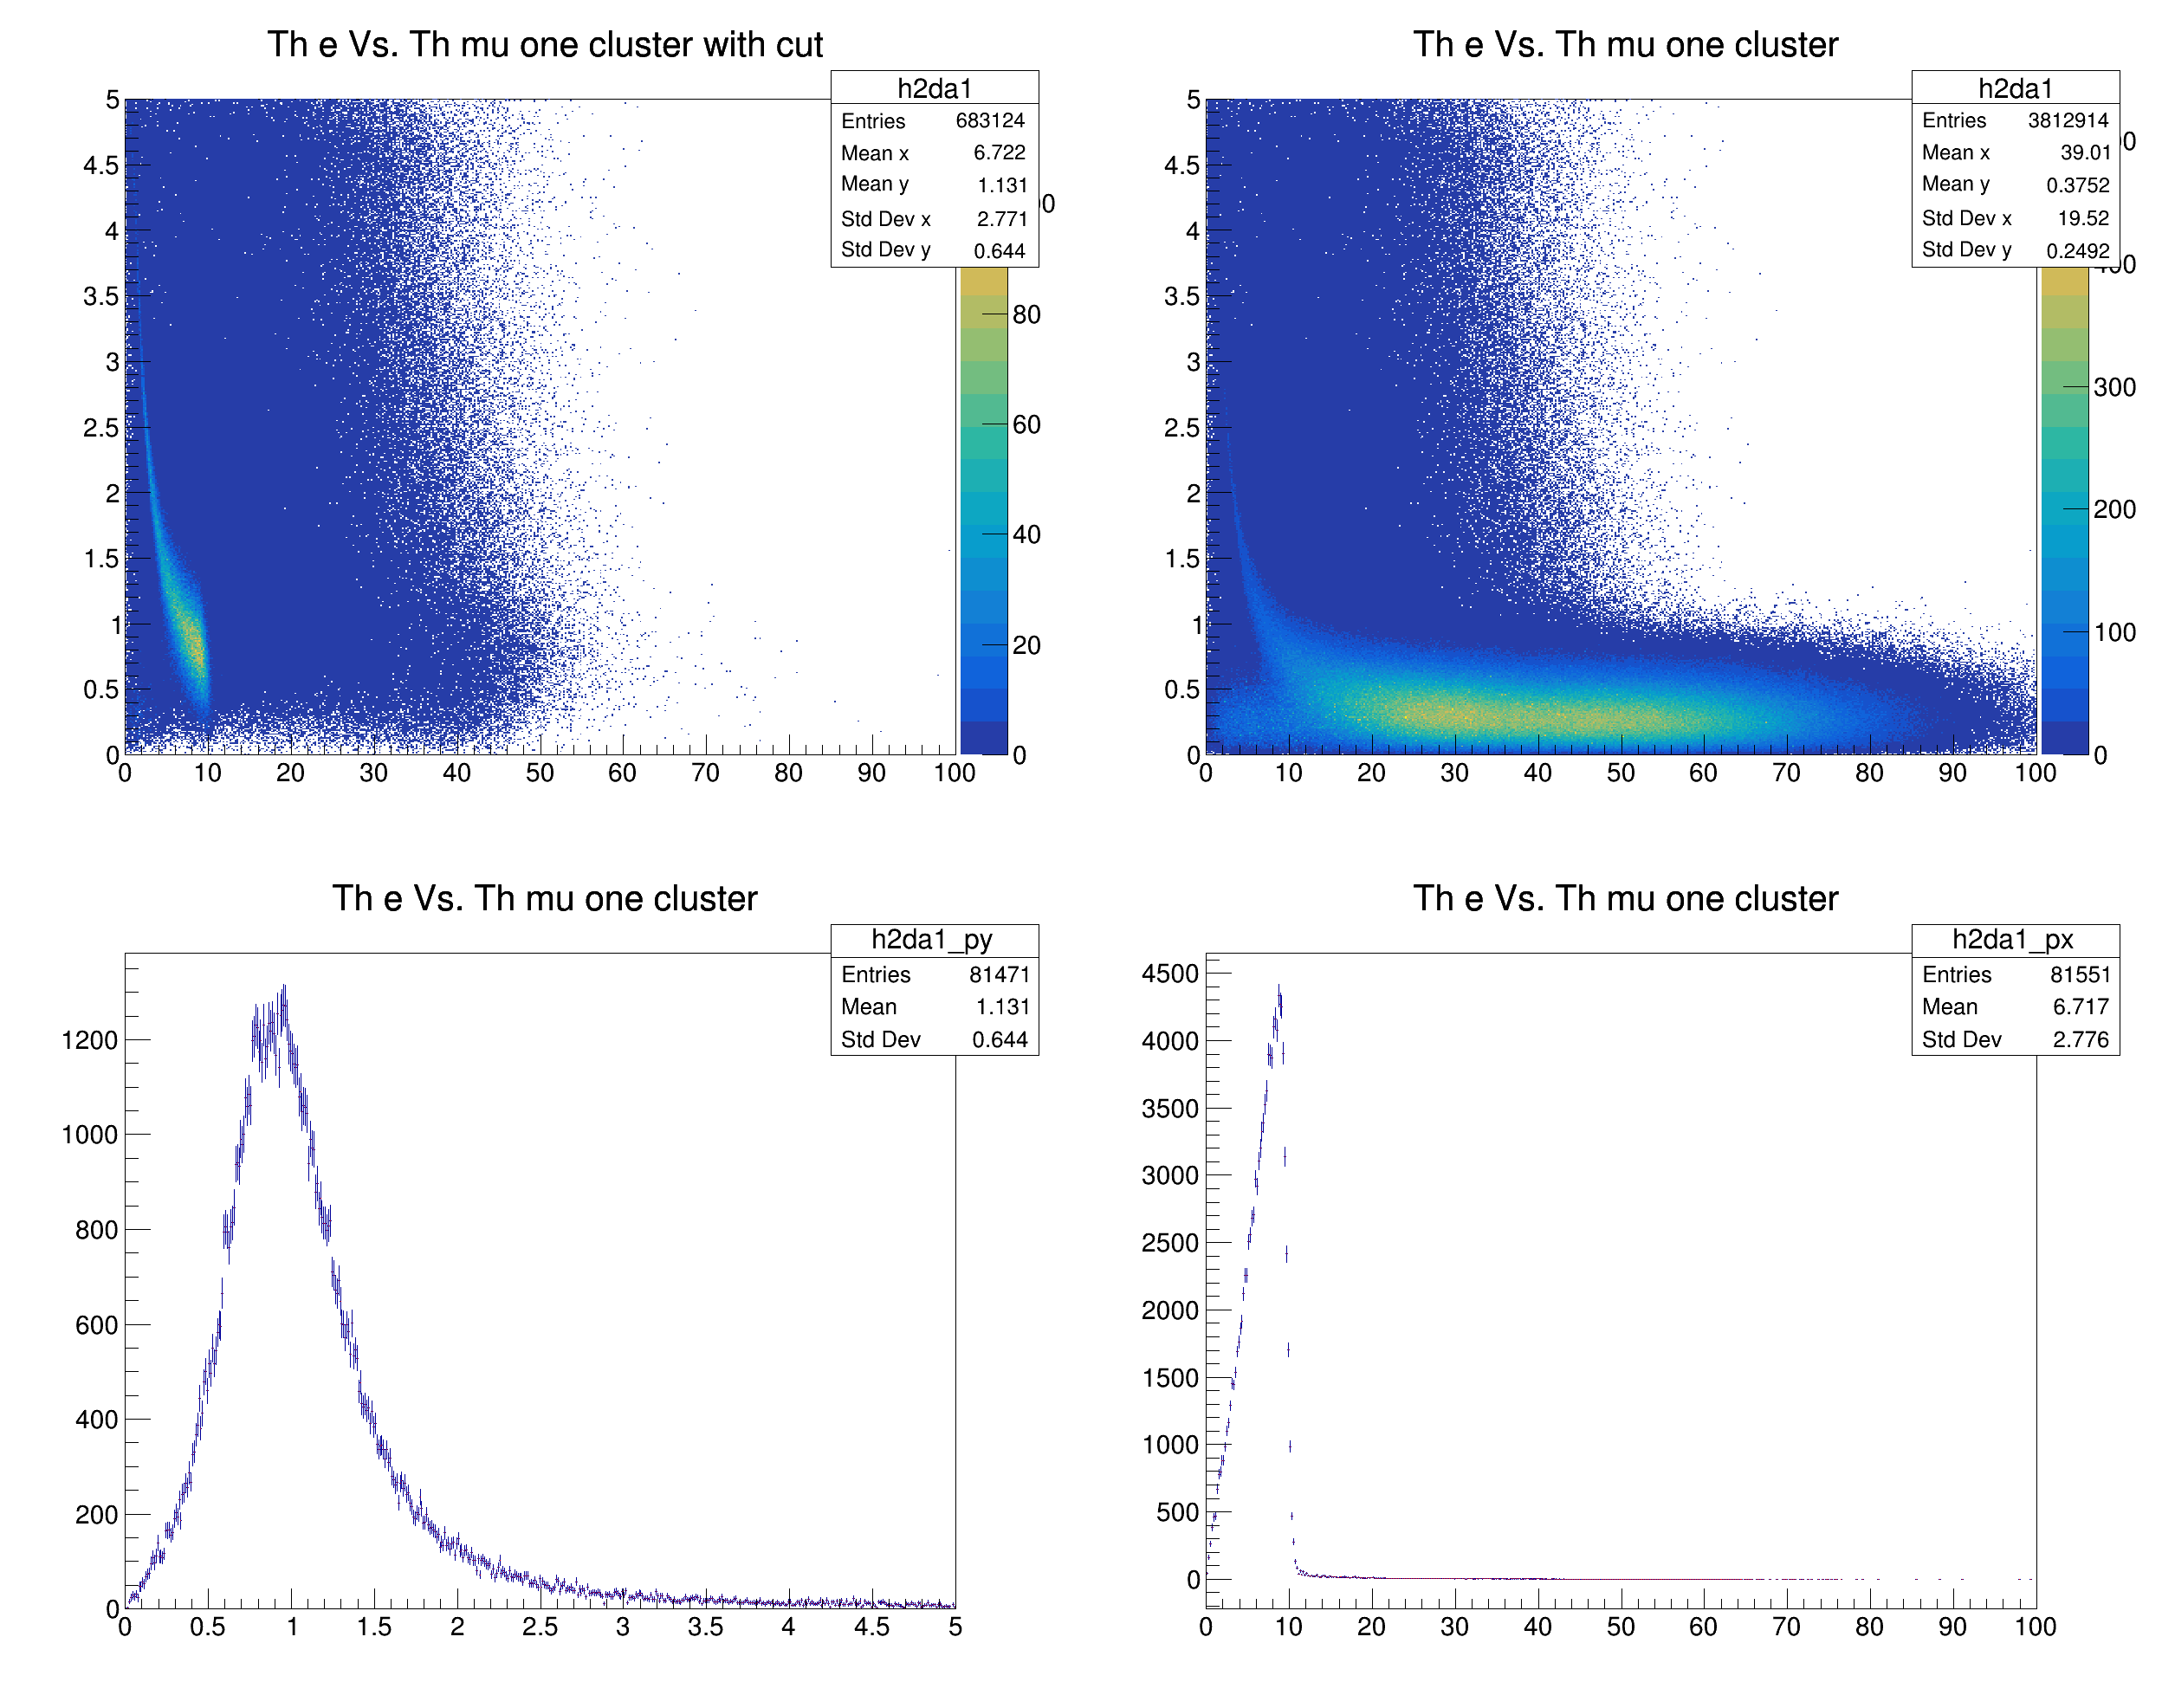 Th e Vs. Th mu one cluster with cut
h2da1
Entries 683124
Mean x 6.722
Mean y 1.131
Std Dev x 2.771
Std Dev y 0.644
5
4.5
4
3.5
3
2.5
2
1.5
1
0.5
0
0 10 20 30 40 50 60 70 80 90 100
80
60
40
20
0
Th e Vs. Th mu one cluster
h2da1
Entries 3812914
Mean x 39.01
Mean y 0.3752
Std Dev x 19.52
Std Dev y 0.2492
5
4.5
4
3.5
3
2.5
2
1.5
1
0.5
0
0 10 20 30 40 50 60 70 80 90 100
300
200
100
0
Th e Vs. Th mu one cluster
h2da1_py
Entries 81471
Mean 1.131
Std Dev 0.644
1200
1000
800
600
400
200
0
0 0.5 1 1.5 2 2.5 3 3.5 4 4.5 5
Th e Vs. Th mu one cluster
h2da1_px
Entries 81551
Mean 6.717
Std Dev 2.776
4500
4000
3500
3000
2500
2000
1500
1000
500
0
0 10 20 30 40 50 60 70 80 90 100